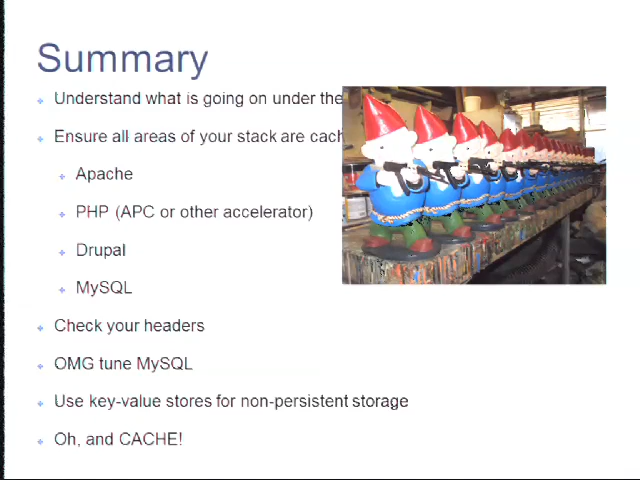 Summary
Understand what is going on under the
Ensure all areas of your stack are cach
Apache
PHP (APC or other accelerator)
Drupal
MySQL
Check your headers
OMG tune MySQL
Use key-value stores for non-persistent storage
Oh, and CACHE!